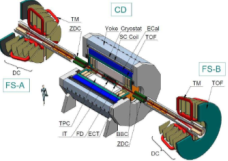 CD
TM
ZDC
Yoke Cryostat ECal
SC Coil TOF
DC
FS-A
FS-B
TM TOF
TPC
IT FD ECT BBC
ZDC
DC